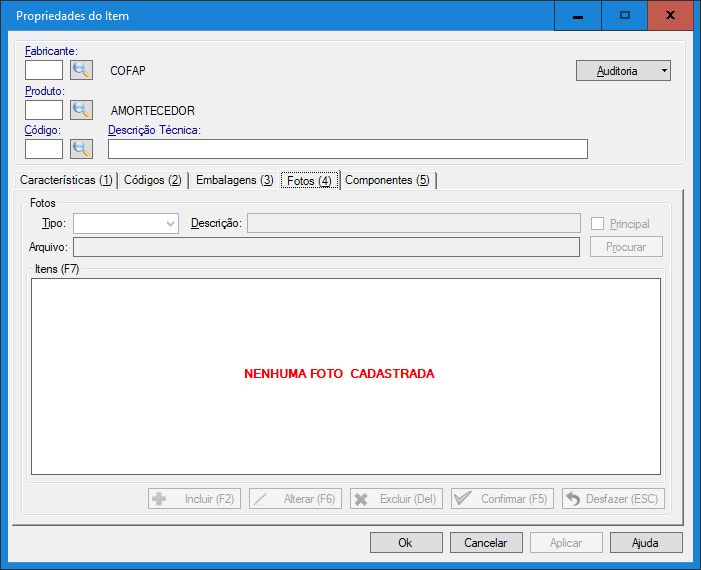 Propriedades do Item
Fabricante:
COFAP
Auditoria
Produto:
AMORTECEDOR
Código:
Descrição Técnica:
Características (1) Códigos (2) Embalagens (3) Fotos (4) Componentes (5)
Fotos
Tipo: Descrição: Principal
Arquivo: Procurar
Itens (F7)
NENHUMA FOTO CADASTRADA
Incluir (F2) Alterar (F6) Excluir (Del) Confirmar (F5) Desfazer (ESC)
Ok Cancelar Aplicar Ajuda